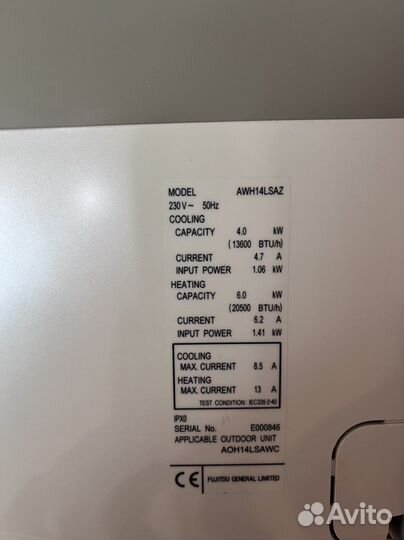 MODEL AWH14LSAZ
230 V ~ 50Hz
COOLING
CAPACITY 4.0 kW
(13600 BTU/h)
CURRENT 4.7 A
INPUT POWER 1.06 kW
HEATING
CAPACITY 6.0 kW
(20500 BTU/h)
CURRENT 6.2 A
INPUT POWER 1.41 kW
COOLING
MAX. CURRENT 8.5 A
HEATING
MAX. CURRENT 13 A
TEST CONDITION : IEC335-2-40
IPX0
SERIAL No. E000846
APPLICABLE OUTDOOR UNIT
AOH14LSAWC
CE FUJITSU GENERAL LIMITED
Avito